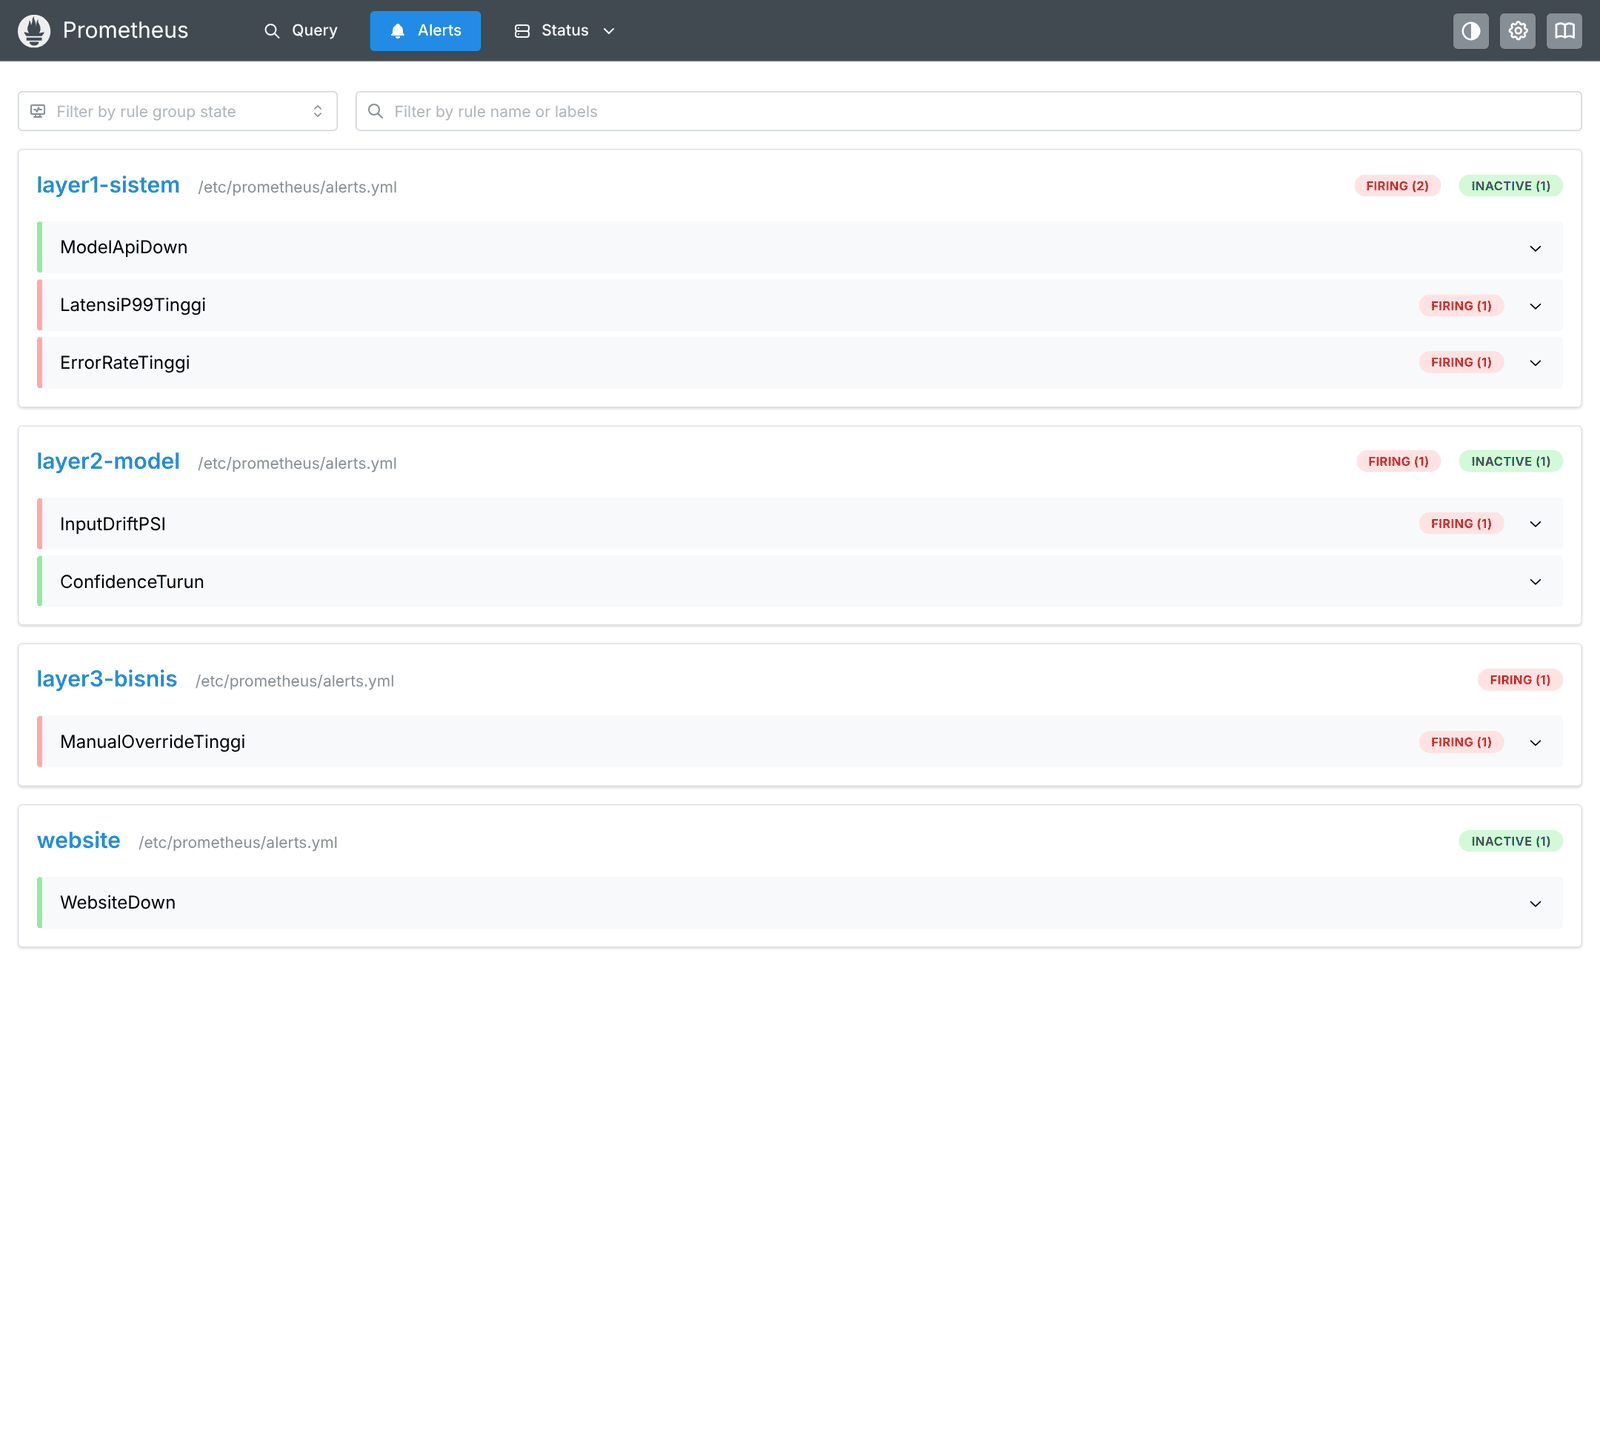 Prometheus Query Alerts Status
Filter by rule group state Filter by rule name or labels
layer1-sistem /etc/prometheus/alerts.yml FIRING (2) INACTIVE (1)
ModelApiDown
LatensiP99Tinggi FIRING (1)
ErrorRateTinggi FIRING (1)
layer2-model /etc/prometheus/alerts.yml FIRING (1) INACTIVE (1)
InputDriftPSI FIRING (1)
ConfidenceTurun
layer3-bisnis /etc/prometheus/alerts.yml FIRING (1)
ManualOverrideTinggi FIRING (1)
website /etc/prometheus/alerts.yml INACTIVE (1)
WebsiteDown